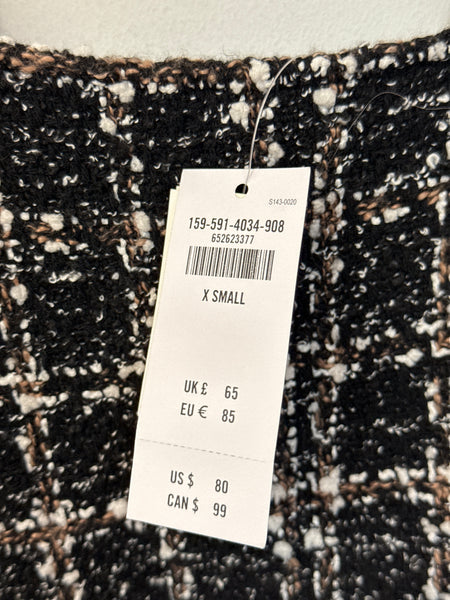 S143-0020
159-591-4034-908
652623377
X SMALL
UK £ 65
EU € 85
US $ 80
CAN $ 99